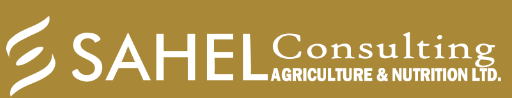 SAHEL Consulting
AGRICULTURE & NUTRITION LTD.